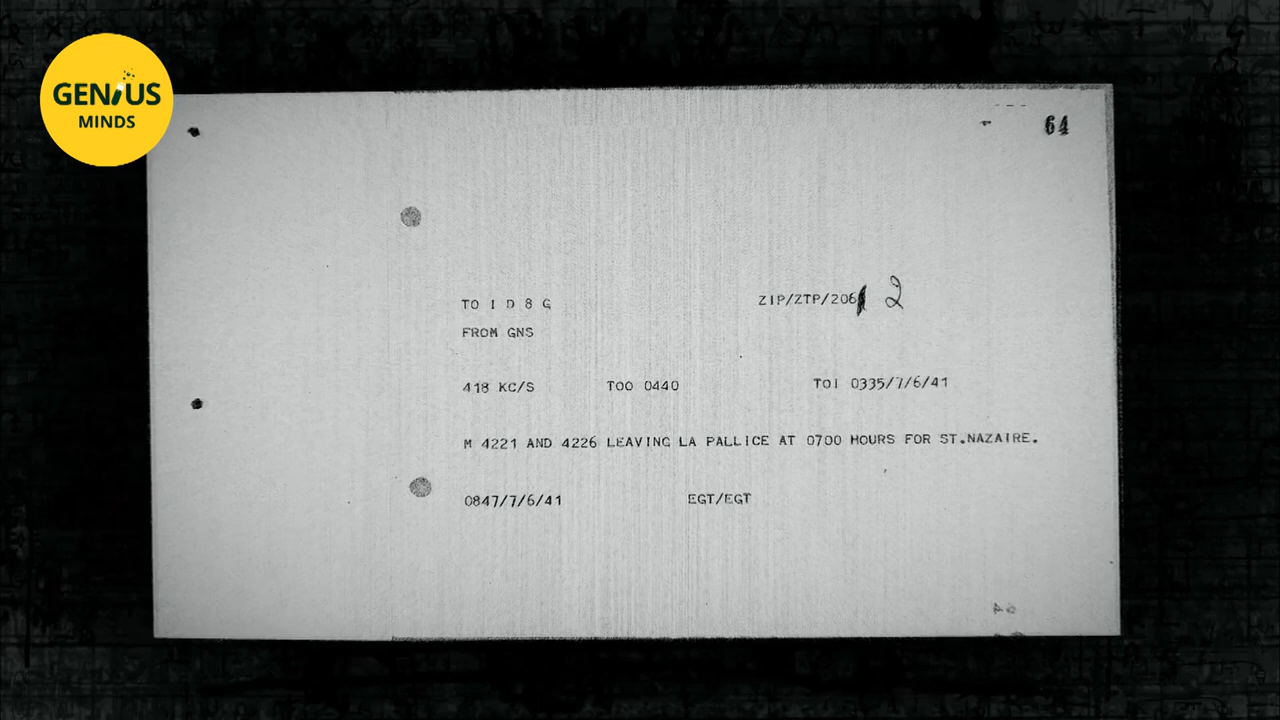 GENIUS
MINDS
64
TO I D 8 G ZIP/ZTP/206 2
FROM GNS
418 KC/S TOO 0440 TOI 0335/7/6/41
M 4221 AND 4226 LEAVING LA PALLICE AT 0700 HOURS FOR ST.NAZAIRE.
0847/7/6/41 EGT/EGT